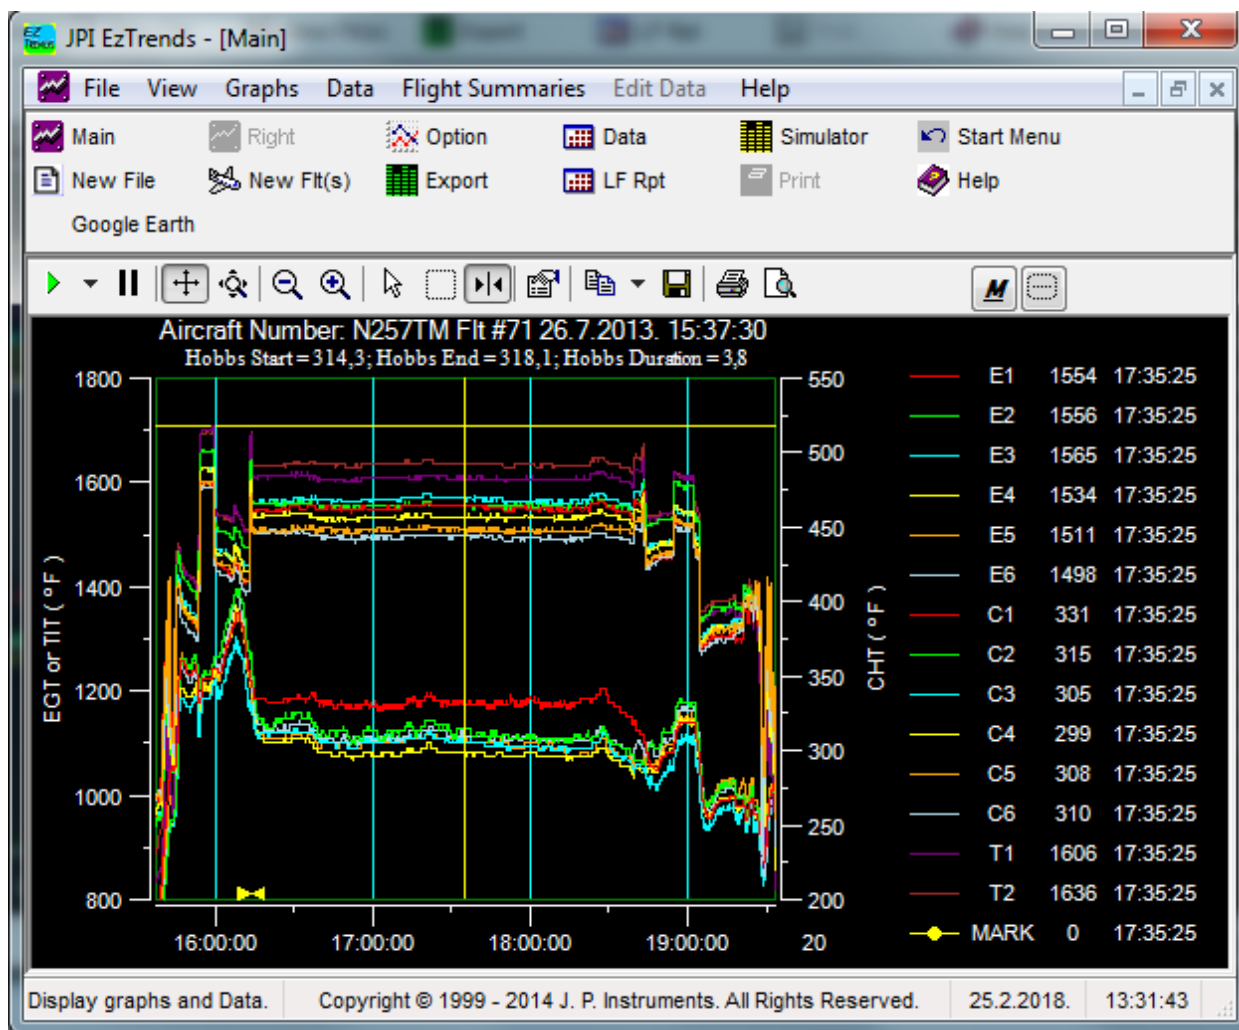 EZ Trends JPI EzTrends - [Main]
File View Graphs Data Flight Summaries Edit Data Help
Main Right Option Data Simulator Start Menu
New File New Flt(s) Export LF Rpt Print Help
Google Earth
M
Aircraft Number: N257TM Flt #71 26.7.2013. 15:37:30
Hobbs Start=314,3; Hobbs End=318,1; Hobbs Duration=3,8
EGT or TIT (°F)
1800
1600
1400
1200
1000
800
550
500
450
400
350
300
250
200
CHT (°F)
16:00:00 17:00:00 18:00:00 19:00:00 20
E1 1554 17:35:25
E2 1556 17:35:25
E3 1565 17:35:25
E4 1534 17:35:25
E5 1511 17:35:25
E6 1498 17:35:25
C1 331 17:35:25
C2 315 17:35:25
C3 305 17:35:25
C4 299 17:35:25
C5 308 17:35:25
C6 310 17:35:25
T1 1606 17:35:25
T2 1636 17:35:25
MARK 0 17:35:25
Display graphs and Data. Copyright © 1999 - 2014 J. P. Instruments. All Rights Reserved. 25.2.2018. 13:31:43